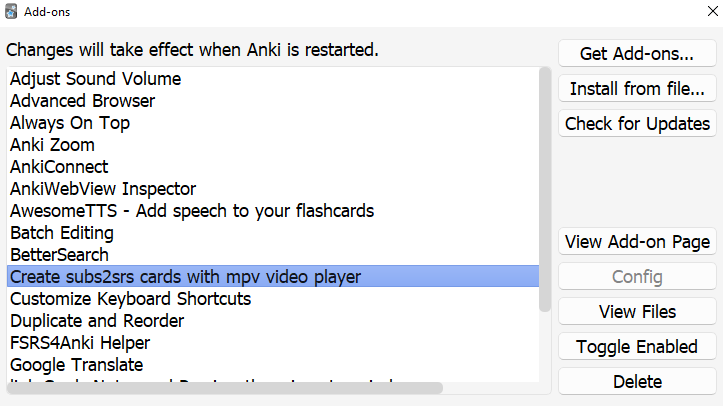 Add-ons
Changes will take effect when Anki is restarted.
Adjust Sound Volume
Advanced Browser
Always On Top
Anki Zoom
AnkiConnect
AnkiWebView Inspector
AwesomeTTS - Add speech to your flashcards
Batch Editing
BetterSearch
Create subs2srs cards with mpv video player
Customize Keyboard Shortcuts
Duplicate and Reorder
FSRS4Anki Helper
Google Translate
Get Add-ons...
Install from file...
Check for Updates
View Add-on Page
Config
View Files
Toggle Enabled
Delete